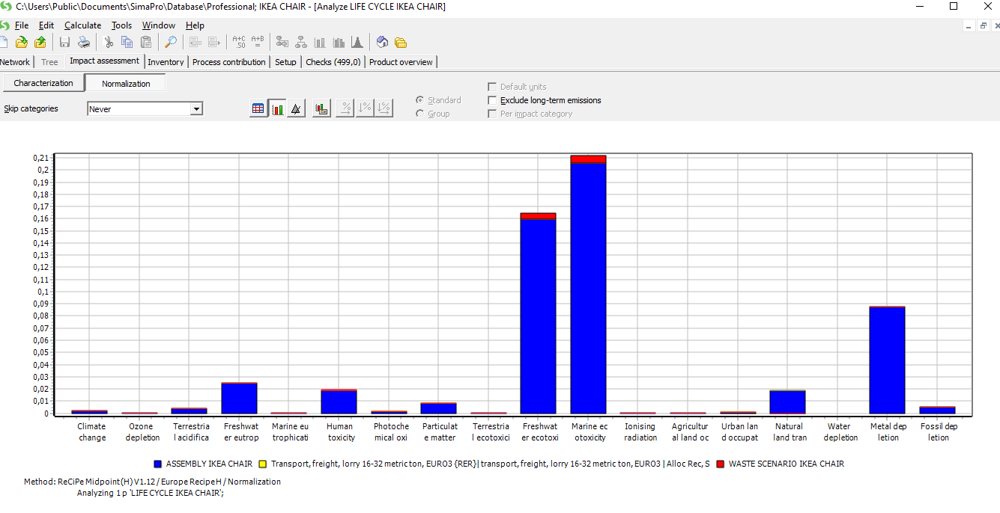 C:\Users\Public\Documents\SimaPro\Database\Professional; IKEA CHAIR - [Analyze LIFE CYCLE IKEA CHAIR]
File Edit Calculate Tools Window Help
A+C .SO A+B =
Network Tree Impact assessment Inventory Process contribution Setup Checks (499,0) Product overview
Characterization Normalization
Default units
Skip categories Never % ↓% ↓% Standard Exclude long-term emissions
Group Per impact category
0,21
0,2
0,19
0,18
0,17
0,16
0,15
0,14
0,13
0,12
0,11
0,1
0,09
0,08
0,07
0,06
0,05
0,04
0,03
0,02
0,01
0
Climate change
Ozone depletion
Terrestria l acidifica
Freshwat er eutrop
Marine eu trophicati
Human toxicity
Photoche mical oxi
Particulat e matter
Terrestria l ecotoxici
Freshwat er ecotoxi
Marine ec otoxicity
Ionising radiation
Agricultur al land oc
Urban lan d occupat
Natural land tran
Water depletion
Metal dep letion
Fossil dep letion
ASSEMBLY IKEA CHAIR Transport, freight, lorry 16-32 metric ton, EURO3 {RER}| transport, freight, lorry 16-32 metric ton, EURO3 | Alloc Rec, S WASTE SCENARIO IKEA CHAIR
Method: ReCiPe Midpoint (H) V1.12 / Europe Recipe H / Normalization
Analyzing 1 p 'LIFE CYCLE IKEA CHAIR';